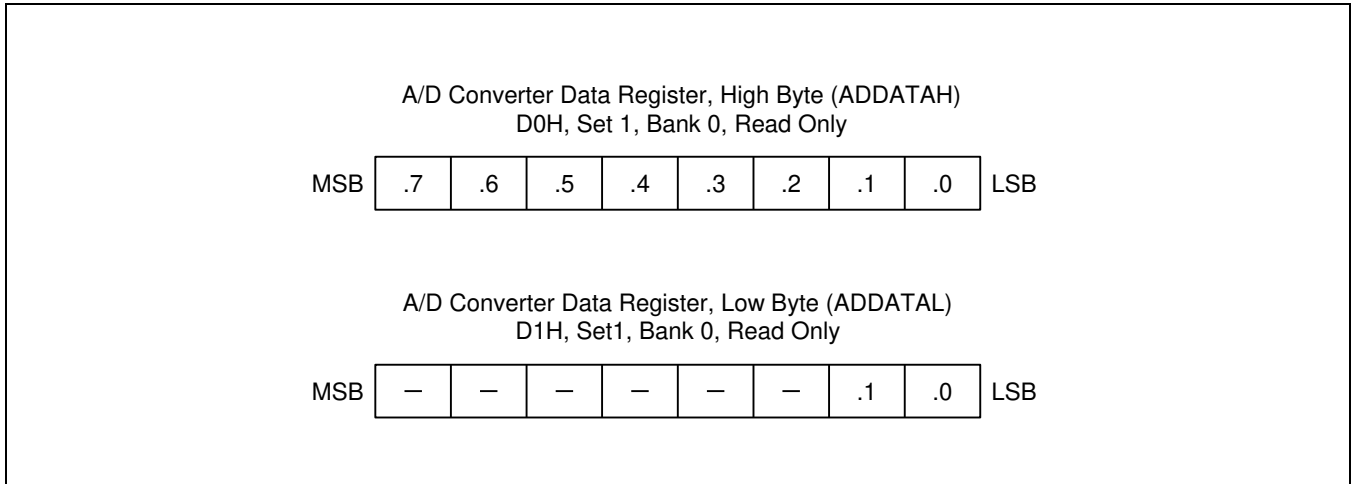 A/D Converter Data Register, High Byte (ADDATAH)
D0H, Set 1, Bank 0, Read Only
MSB .7 .6 .5 .4 .3 .2 .1 .0 LSB
A/D Converter Data Register, Low Byte (ADDATAL)
D1H, Set1, Bank 0, Read Only
MSB – – – – – – .1 .0 LSB